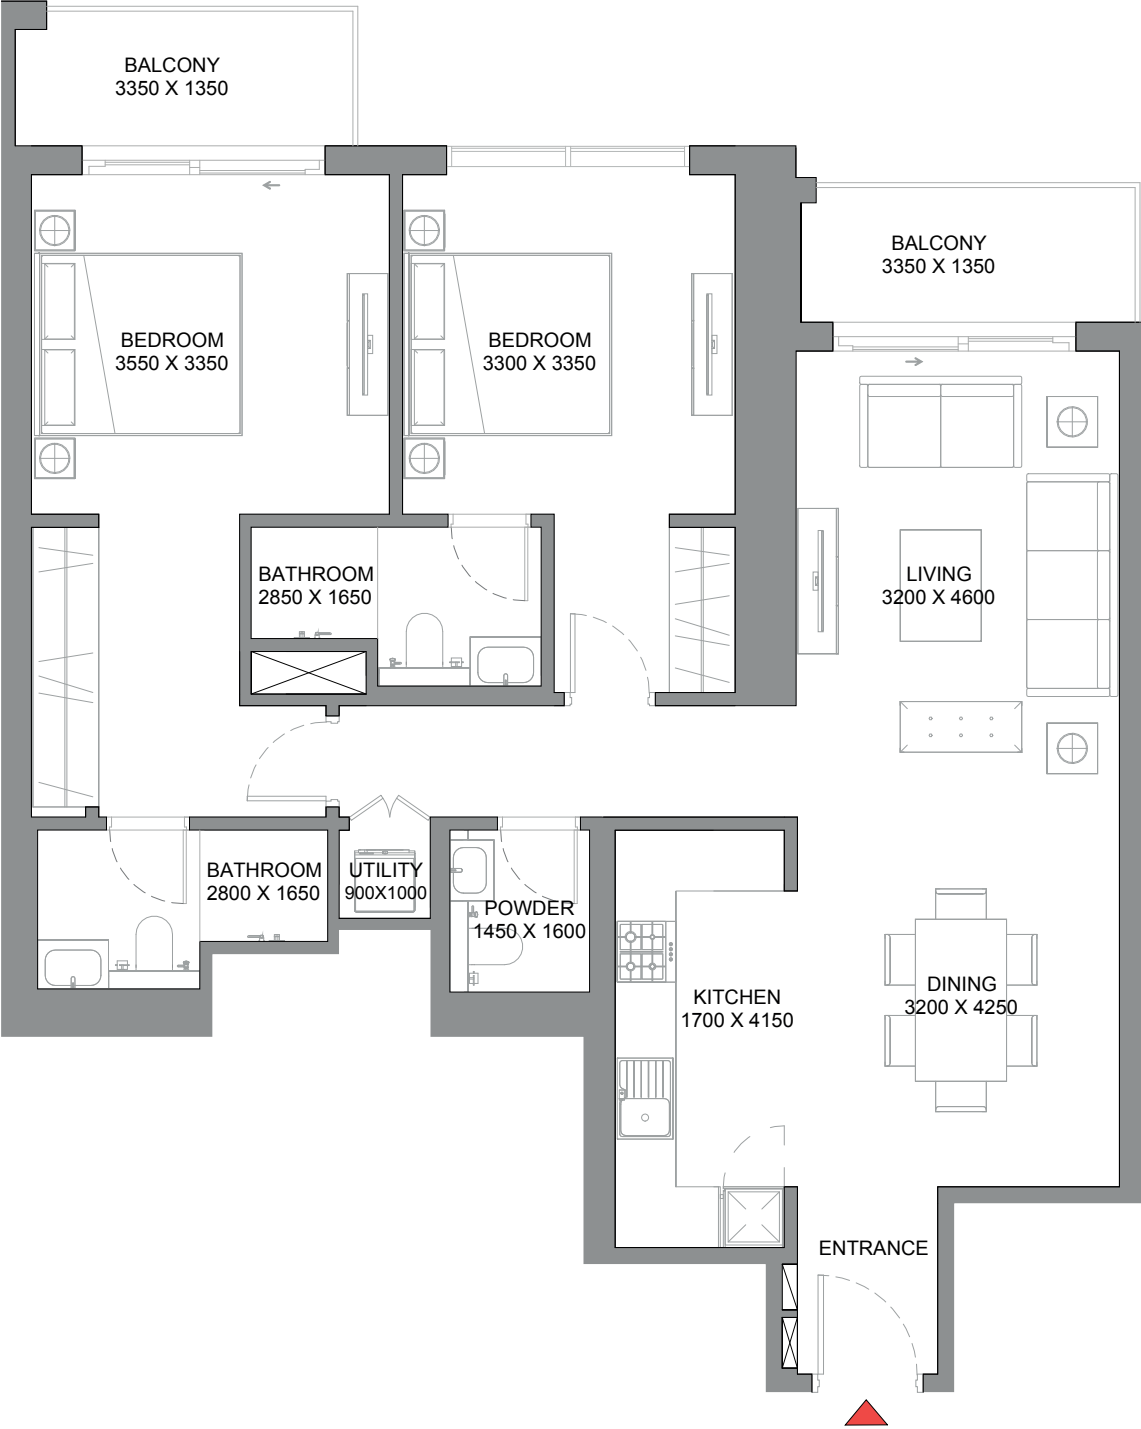 BALCONY
3350 X 1350
BALCONY
3350 X 1350
BEDROOM
3550 X 3350
BEDROOM
3300 X 3350
BATHROOM
2850 X 1650
LIVING
3200 X 4600
BATHROOM
2800 X 1650
UTILITY
900X1000
POWDER
1450 X 1600
KITCHEN
1700 X 4150
DINING
3200 X 4250
ENTRANCE